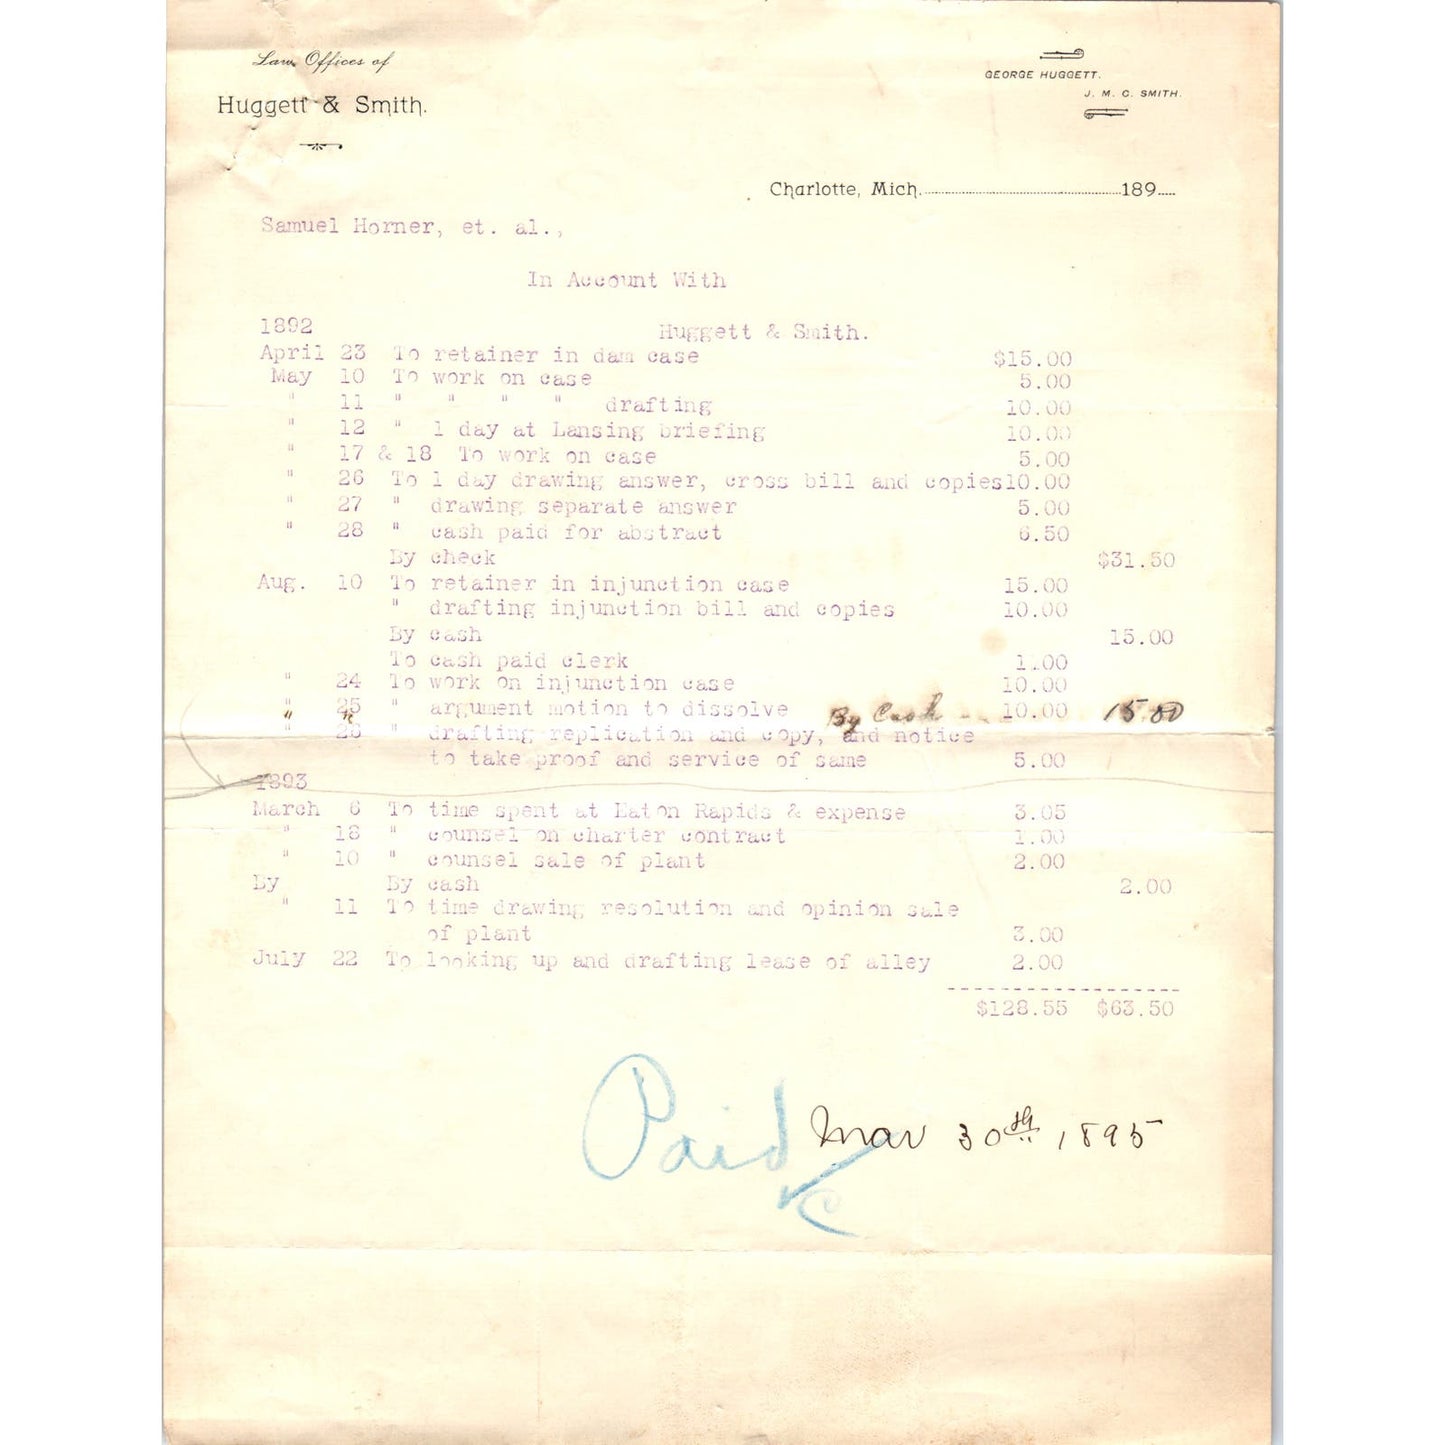 Law Offices of
Huggett & Smith.
GEORGE HUGGETT.
J. M. C. SMITH.
Charlotte, Mich. 189
Samuel Horner, et. al.,
In Account With
1892 Huggett & Smith.
April 23 To retainer in dam case $15.00
May 10 To work on case 5.00
" 11 " " " " drafting 10.00
" 12 " 1 day at Lansing briefing 10.00
" 17 & 18 To work on case 5.00
" 26 To 1 day drawing answer, cross bill and copies10.00
" 27 " drawing separate answer 5.00
" 28 " cash paid for abstract 6.50
By check $31.50
Aug. 10 To retainer in injunction case 15.00
" drafting injunction bill and copies 10.00
By cash 15.00
To cash paid clerk 1.00
" 24 To work on injunction case 10.00
" 25 " argument motion to dissolve 10.00
" " By Cash 15.00
" 26 " drafting replication and copy, and notice
to take proof and service of same 5.00
1893
March 6 To time spent at Eaton Rapids & expense 3.05
" 18 " counsel on charter contract 1.00
" 10 " counsel sale of plant 2.00
By By cash 2.00
" 11 To time drawing resolution and opinion sale
of plant 3.00
July 22 To looking up and drafting lease of alley 2.00
$128.55 $63.50
Paid Mar 30th 1895